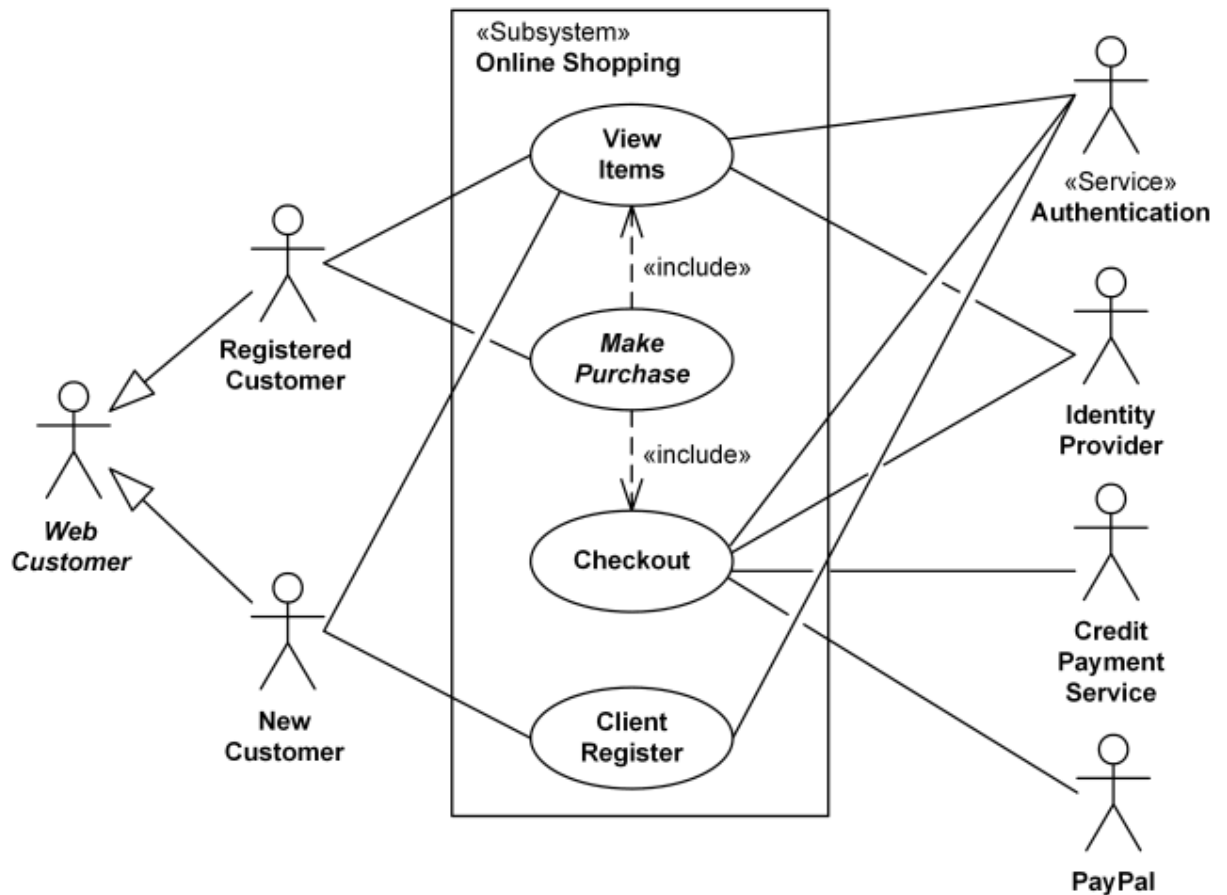 «Subsystem»
Online Shopping
View
Items
«Service»
Authentication
«include»
Registered
Customer
Make
Purchase
Identity
Provider
«include»
Web
Customer
Checkout
Credit
Payment
Service
New
Customer
Client
Register
PayPal